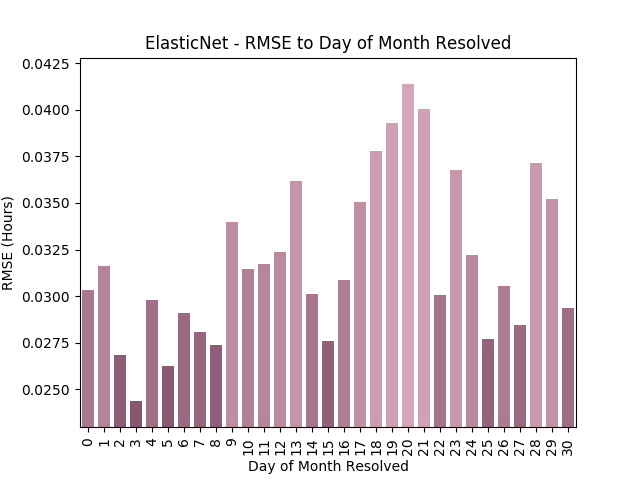 ElasticNet - RMSE to Day of Month Resolved
0.0425
0.0400
0.0375
0.0350
0.0325
0.0300
0.0275
0.0250
RMSE (Hours)
0 1 2 3 4 5 6 7 8 9 10 11 12 13 14 15 16 17 18 19 20 21 22 23 24 25 26 27 28 29 30
Day of Month Resolved